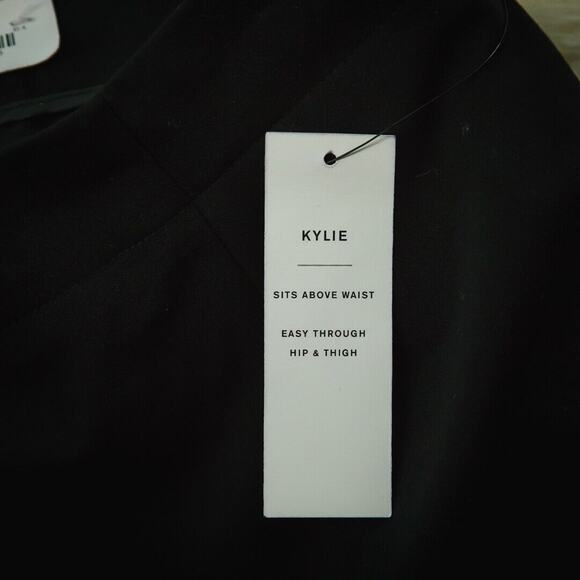 KYLIE
SITS ABOVE WAIST
EASY THROUGH
HIP & THIGH